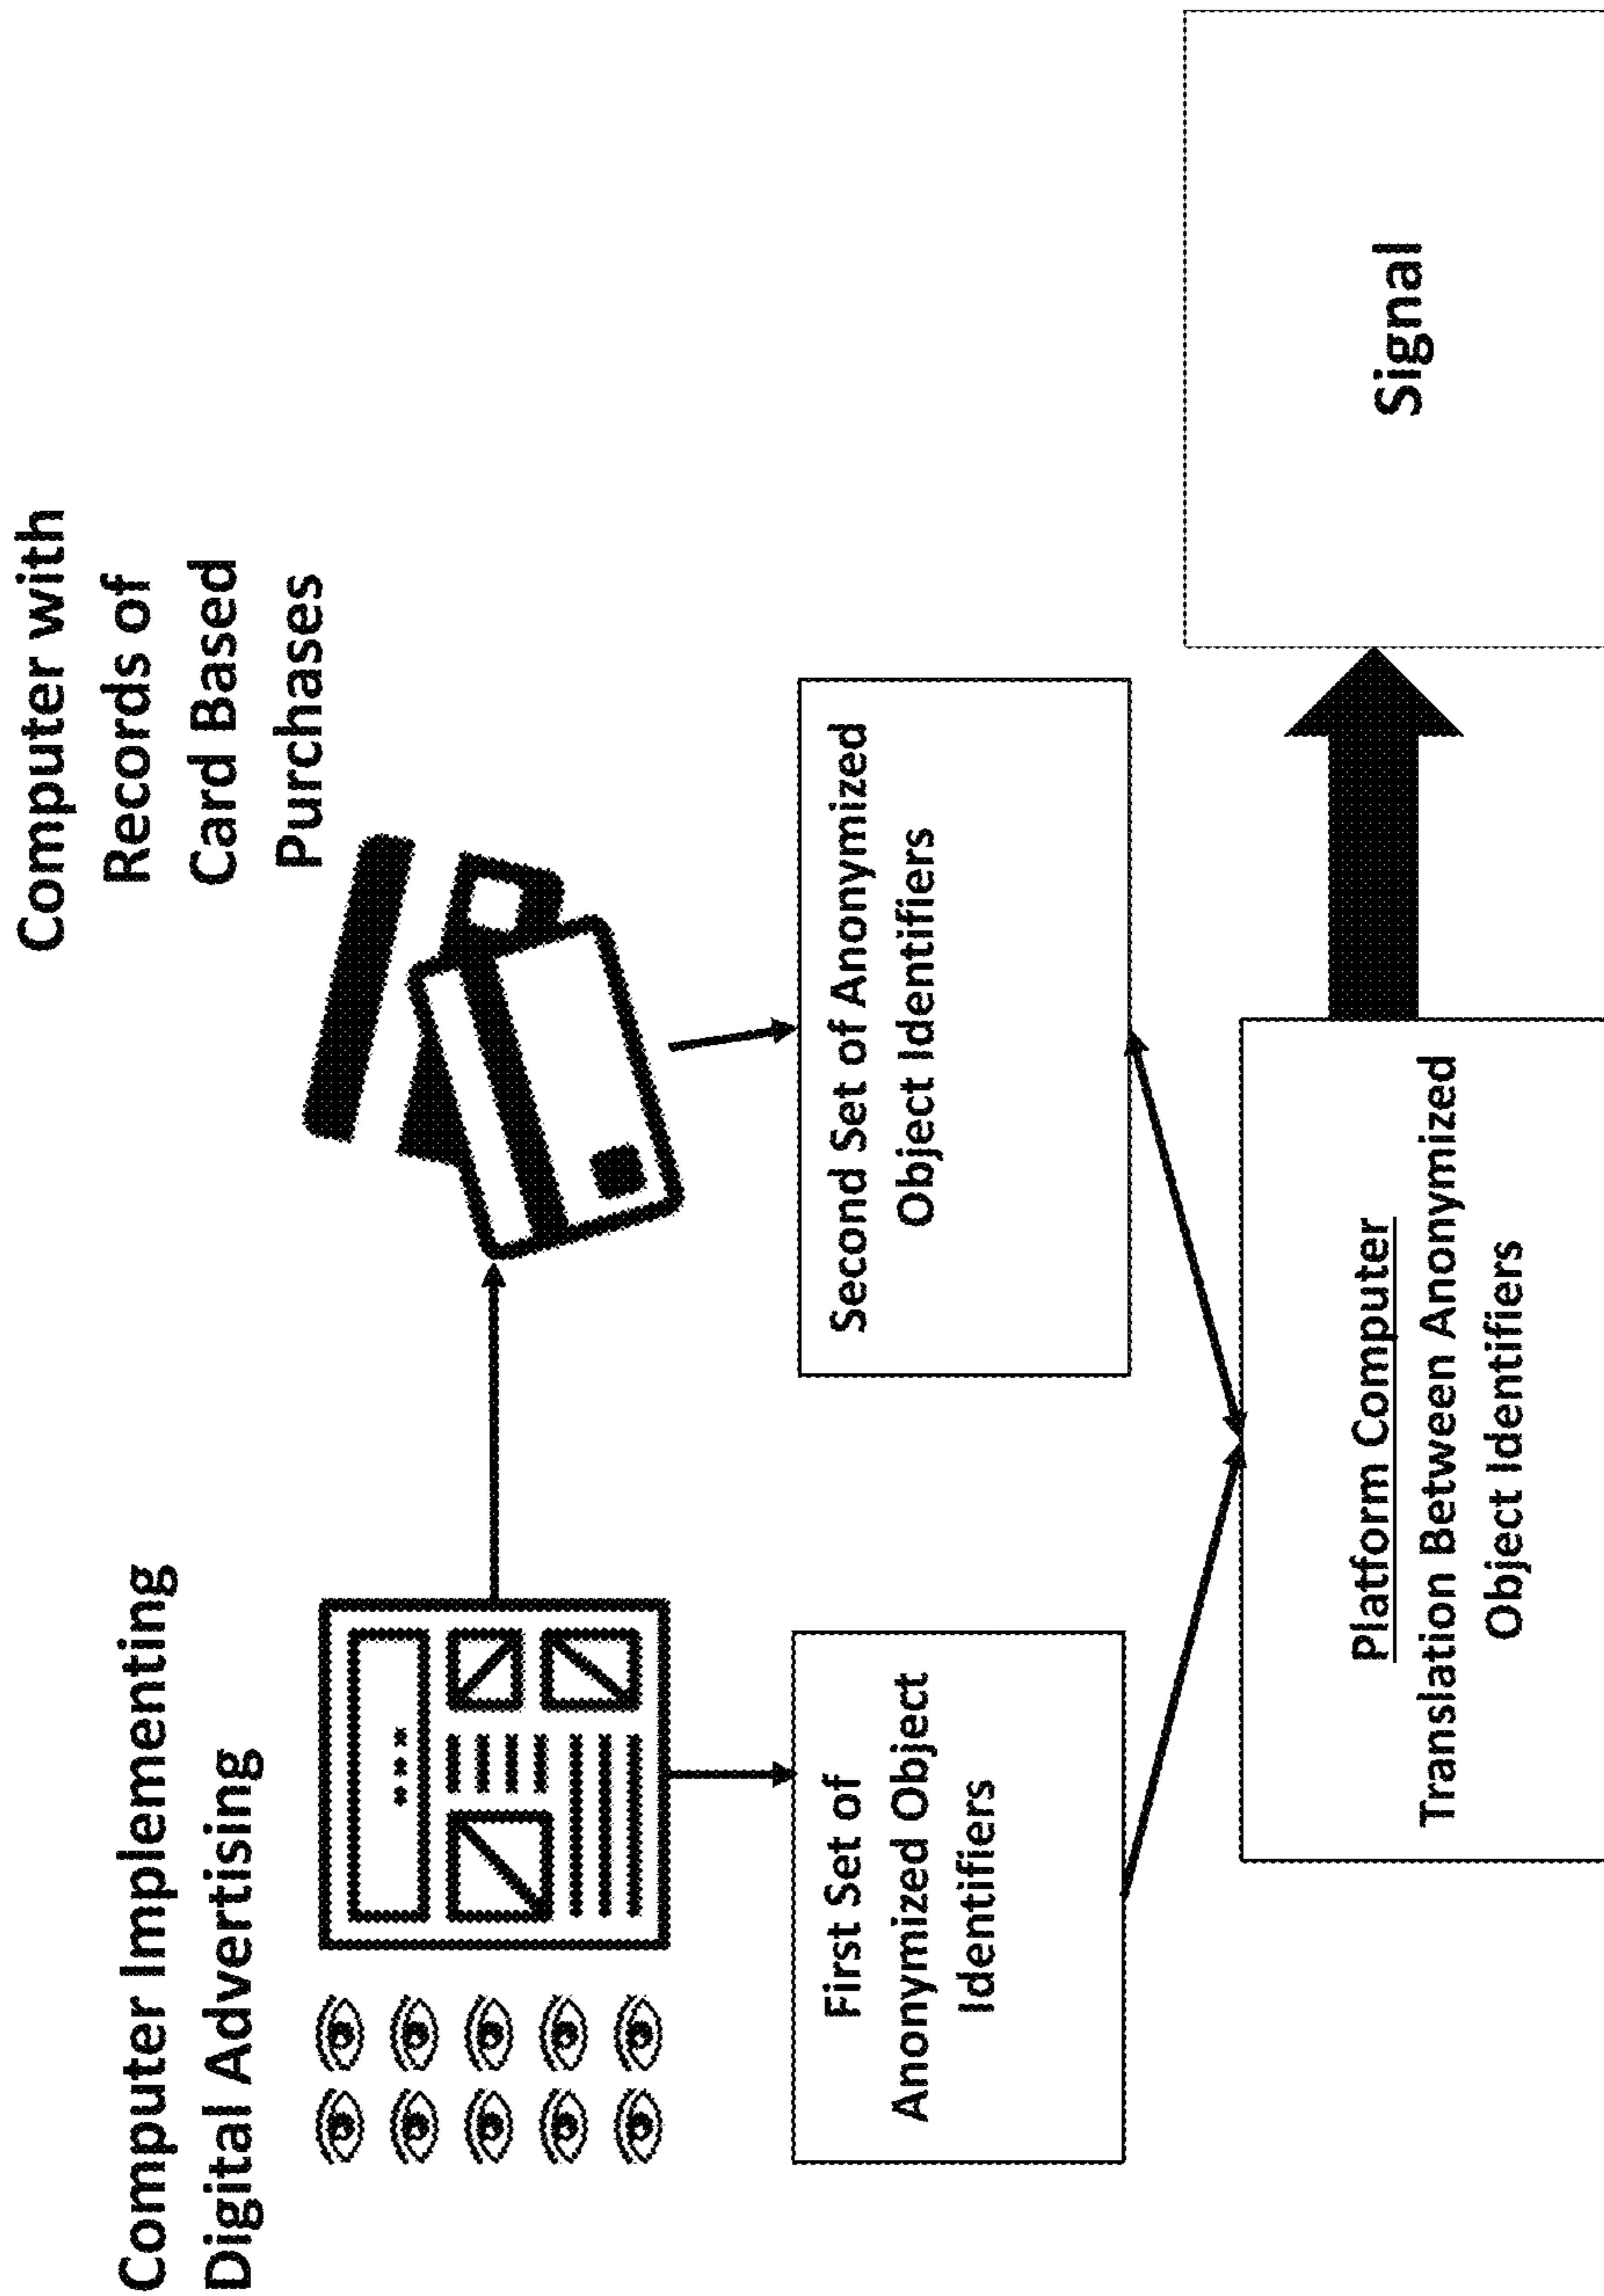 Computer Implementing
Digital Advertising
Computer with
Records of
Card Based
Purchases
First Set of
Anonymized Object
Identifiers
Second Set of Anonymized
Object Identifiers
Platform Computer
Translation Between Anonymized
Object Identifiers
Signal